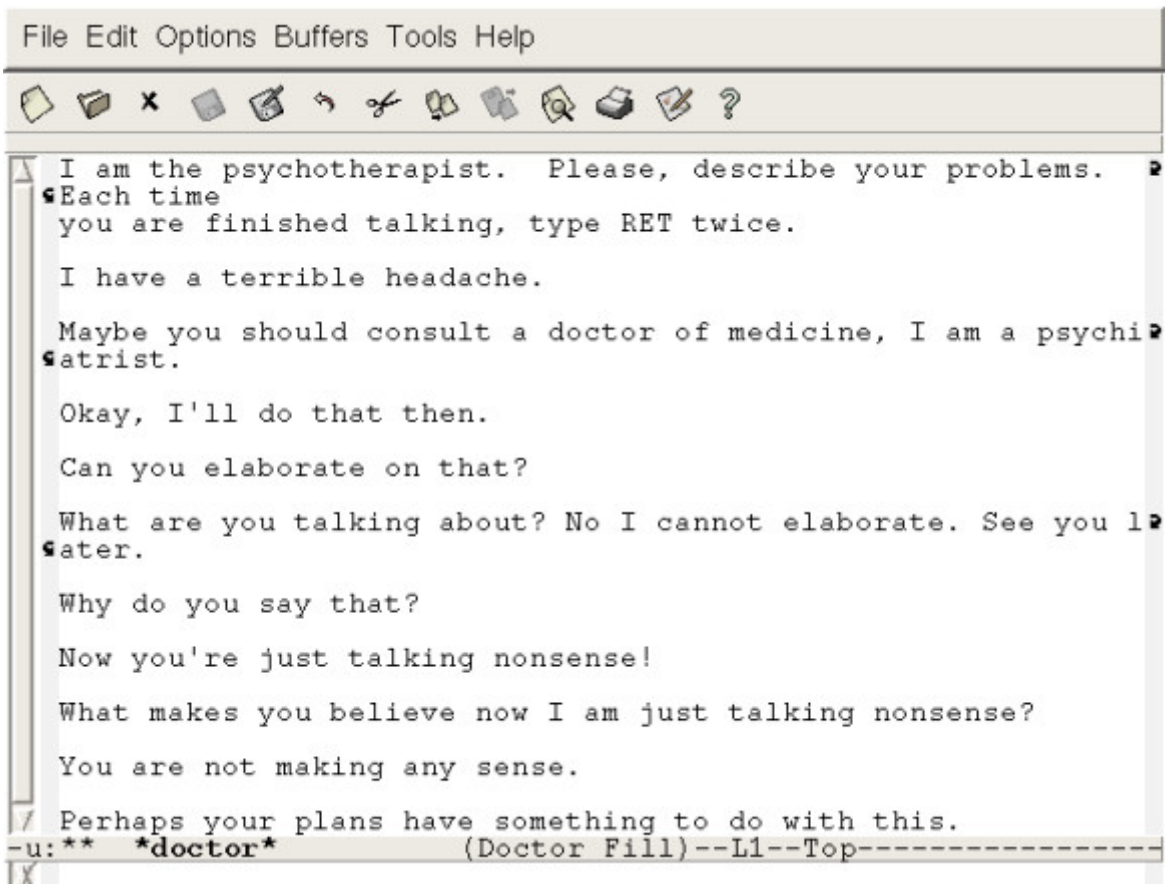 File Edit Options Buffers Tools Help
?
I am the psychotherapist.  Please, describe your problems.
Each time
you are finished talking, type RET twice.
I have a terrible headache.
Maybe you should consult a doctor of medicine, I am a psychi
atrist.
Okay, I'll do that then.
Can you elaborate on that?
What are you talking about? No I cannot elaborate. See you l
ater.
Why do you say that?
Now you're just talking nonsense!
What makes you believe now I am just talking nonsense?
You are not making any sense.
Perhaps your plans have something to do with this.
-u:**  *doctor*          (Doctor Fill)--L1--Top-----------------